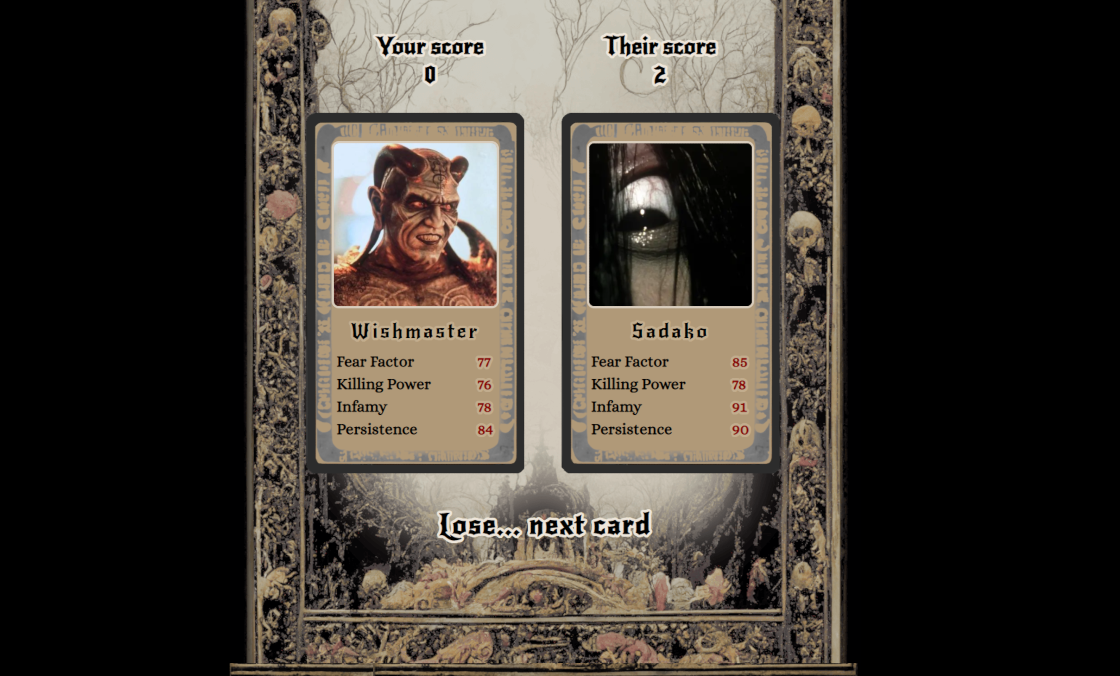 Your score
0
Their score
2
Wishmaster
Fear Factor 77
Killing Power 76
Infamy 78
Persistence 84
Sadako
Fear Factor 85
Killing Power 78
Infamy 91
Persistence 90
Lose... next card